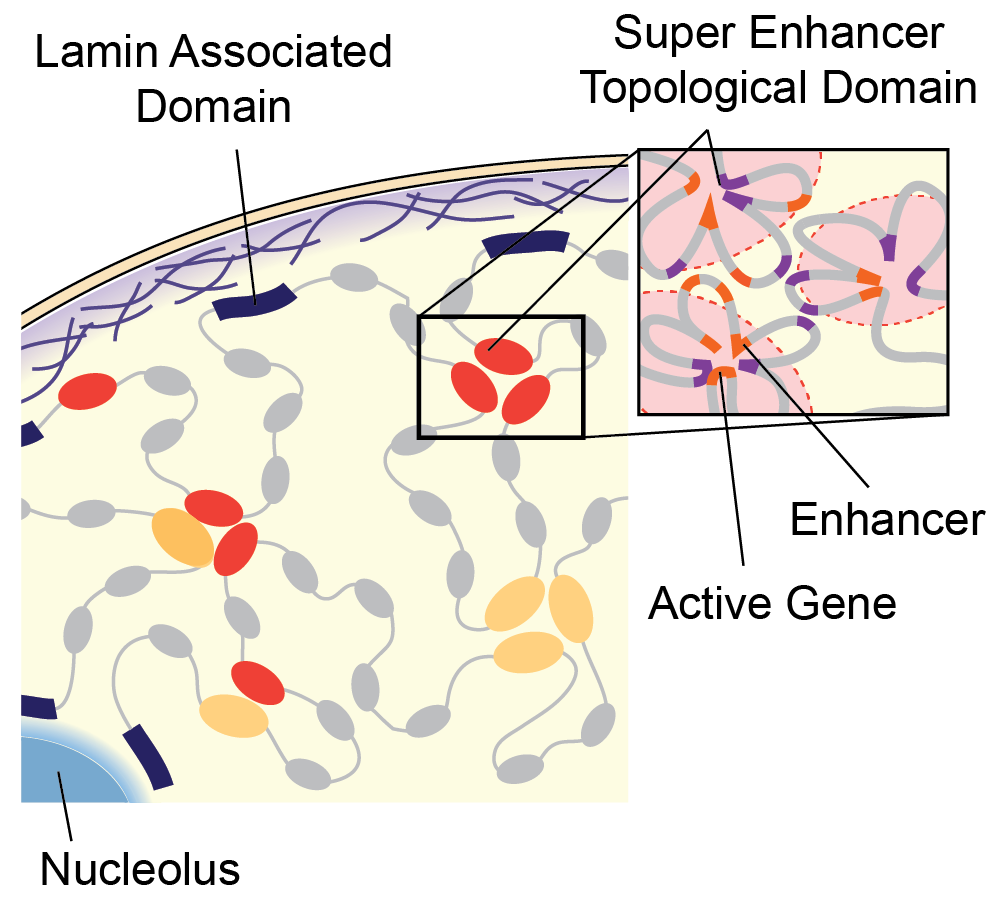 Lamin Associated
Domain
Super Enhancer
Topological Domain
Enhancer
Active Gene
Nucleolus